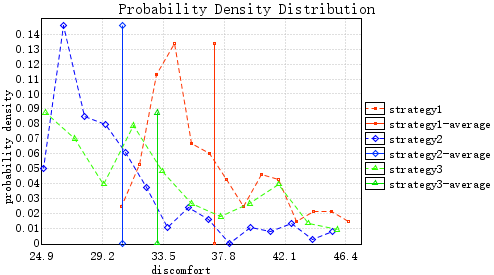 Probability Density Distribution
0.14
0.13
0.12
0.11
0.10
0.09
0.08
0.07
0.06
0.05
0.04
0.03
0.02
0.01
0
probability density
24.9 29.2 33.5 37.8 42.1 46.4
discomfort
strategy1
strategy1-average
strategy2
strategy2-average
strategy3
strategy3-average